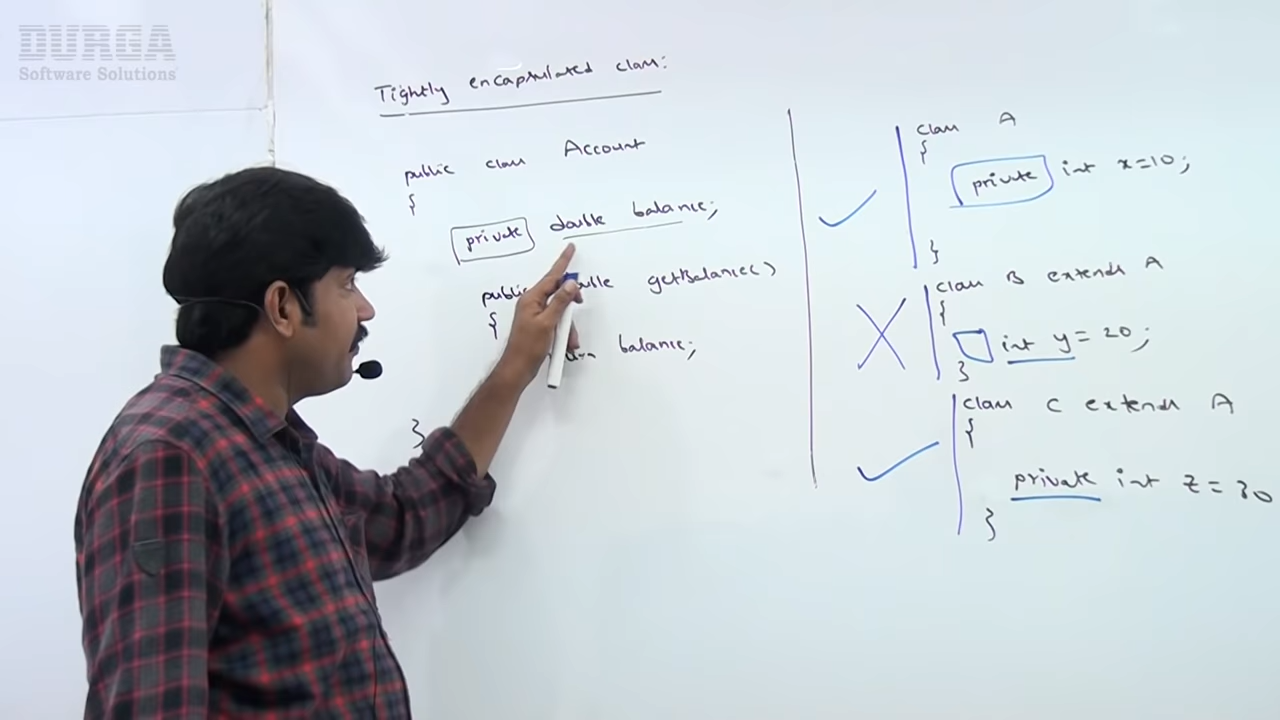 DURGA
Software Solutions
Tightly encapsulated class:
public class Account
{
private double balance;
public double getBalance()
{
balance;
}
class A
{
private int x=10;
}
class B extends A
{
int y = 20;
}
class C extends A
{
private int z = 30
}